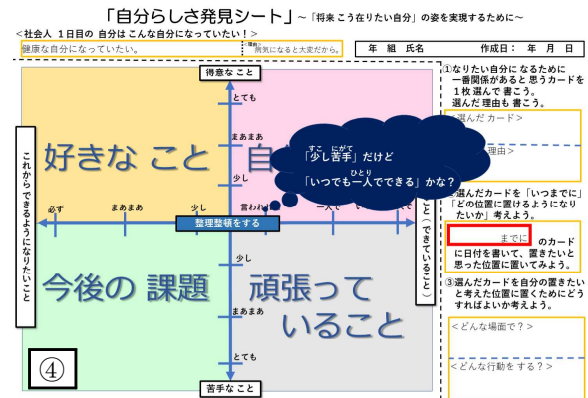 「自分らしさ発見シート」～「将来 こう在りたい自分」の姿を実現するために～
<社会人 1日目の 自分は こんな自分に なっていたい！>
健康な自分になっていたい。
<理由>
病気になると大変だから。
年 組 氏名 作成日： 年 月 日
得意な こと
とても
まあまあ
少し
好きな こと
自
すこ にがて
「少し苦手」だけど
ひとり
「いつでも一人でできる」かな？
これから できるように なりたい こと
必ず
まあまあ
少し
言われ
一人で
整理整頓をする
こと（できていること）
少し
まあまあ
とても
今後の 課題
頑張って
いること
苦手な こと
④
①なりたい自分に なるために
一番関係があると 思うカードを
1枚 選んで 書こう。
選んだ 理由も 書こう。
<選んだ カード>
理由>
選んだカードを「いつまでに」
「どの位置に置けるようになり
たいか」考えよう。
までに のカード
に日付を書いて、置きたいと
思った位置に置いてみよう。
③選んだカードを自分の置きたい
と考えた位置に置くためにどう
すればよいか考えよう。
<どんな場面で？>
<どんな行動を する？>